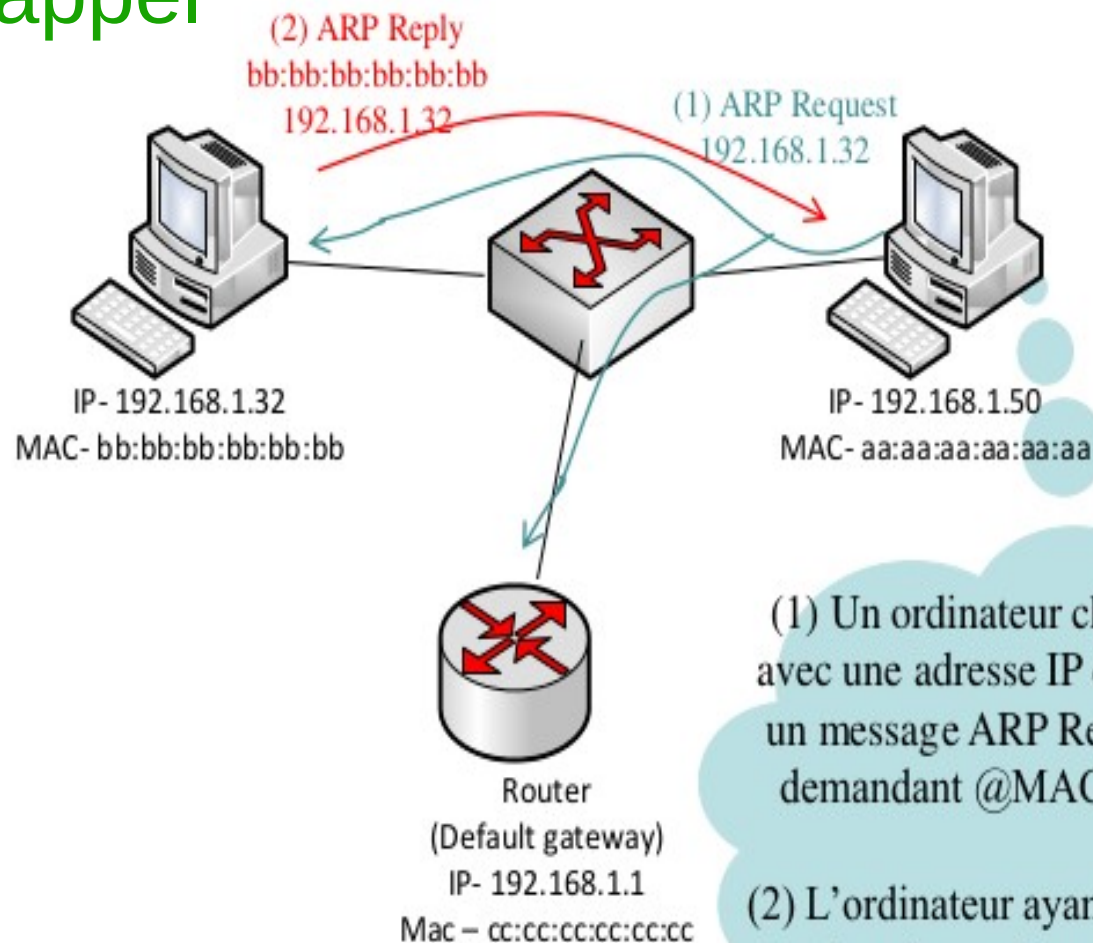 (2) ARP Reply
bb:bb:bb:bb:bb:bb
192.168.1.32
(1) ARP Request
192.168.1.32
IP- 192.168.1.32
MAC- bb:bb:bb:bb:bb:bb
IP- 192.168.1.50
MAC- aa:aa:aa:aa:aa:aa
Router
(Default gateway)
IP- 192.168.1.1
Mac – cc:cc:cc:cc:cc:cc
(1) Un ordinateur
avec une adresse IP
un message ARP
demandant @MAC
(2) L'ordinateur